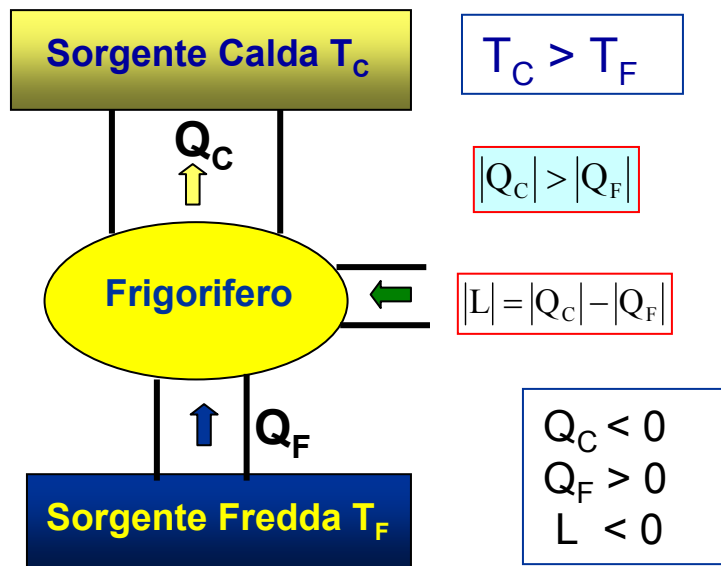 Sorgente Calda T_C
T_C > T_F
Q_C
|Q_C| > |Q_F|
Frigorifero
|L| = |Q_C| − |Q_F|
Q_F
Q_C < 0
Q_F > 0
L < 0
Sorgente Fredda T_F